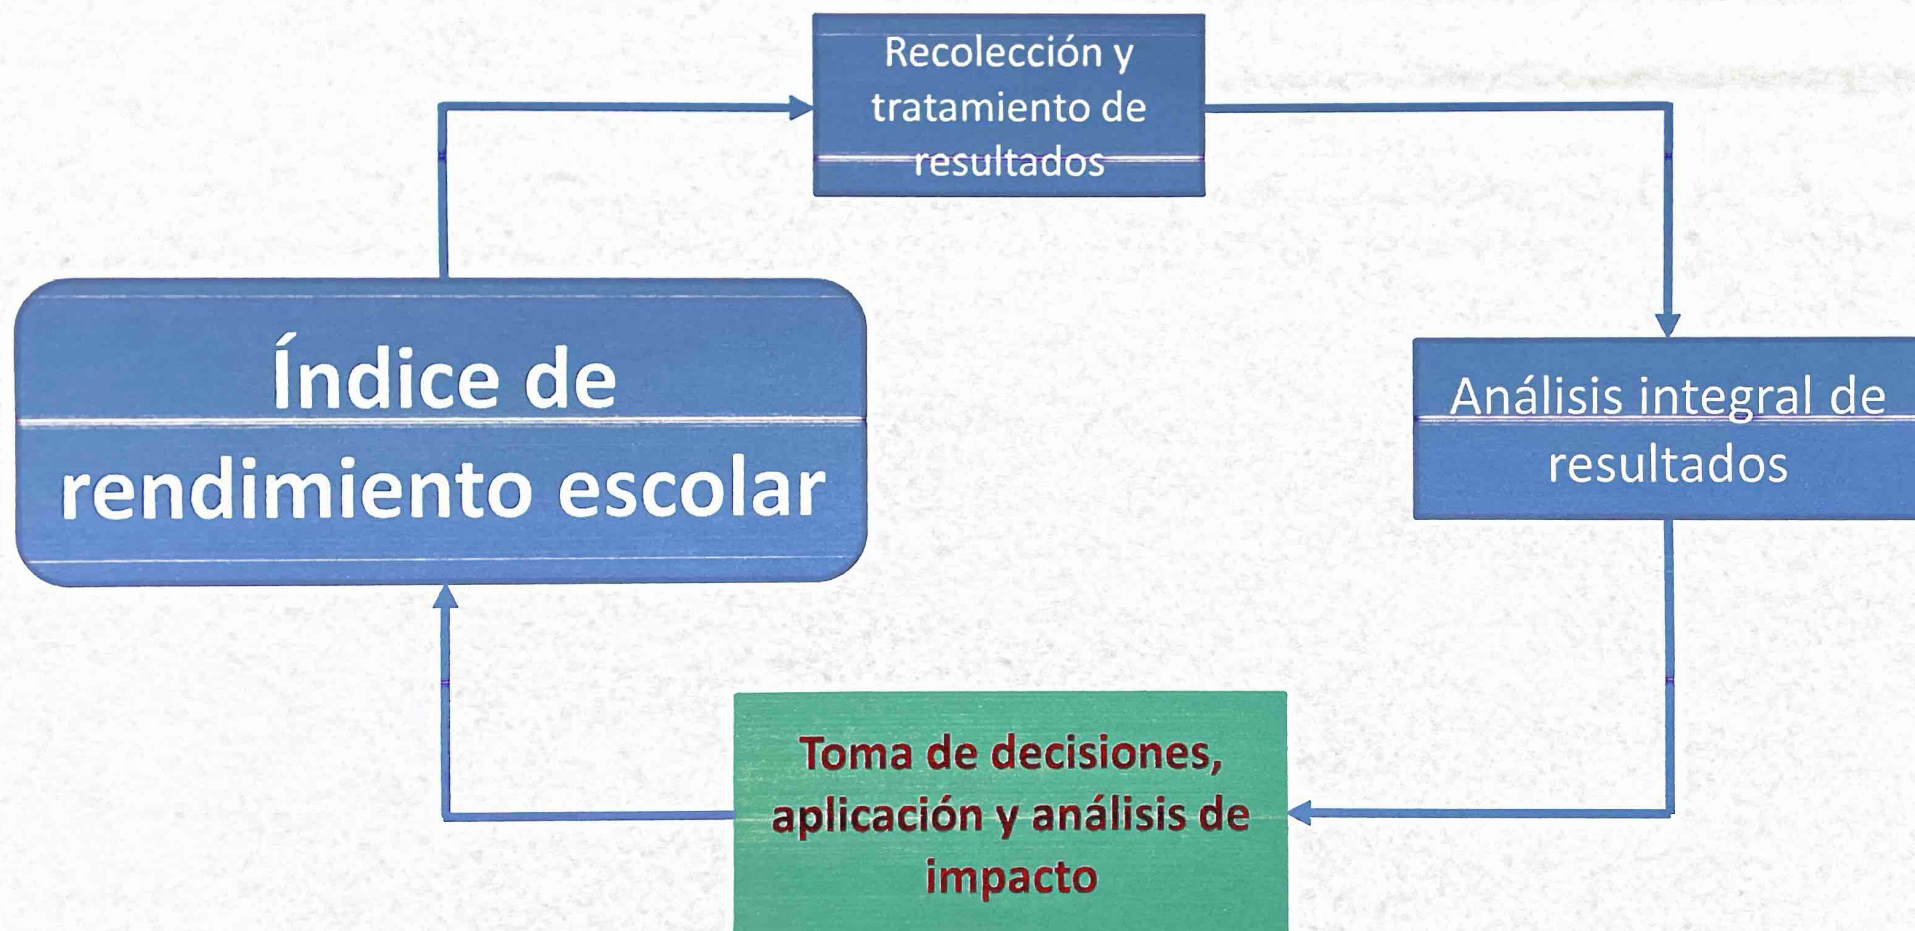 Recolección y
tratamiento de
resultados
Índice de
rendimiento escolar
Análisis integral de
resultados
Toma de decisiones,
aplicación y análisis de
impacto